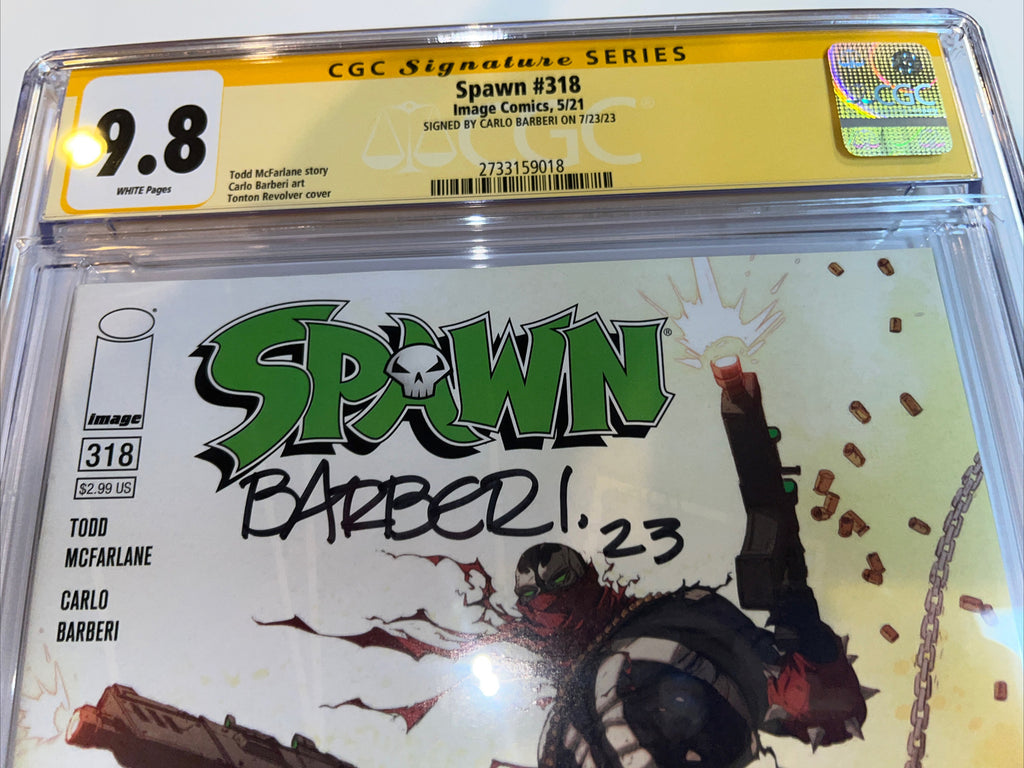 CGC Signature SERIES
Spawn #318
Image Comics, 5/21
SIGNED BY CARLO BARBERI ON 7/23/23
9.8
WHITE Pages
Todd McFarlane story
Carlo Barberi art
Tonton Revolver cover
CGC
2733159018
CGC
SPAWN
image
318
$2.99 US
TODD
MCFARLANE
CARLO
BARBERI
BARBERI. 23